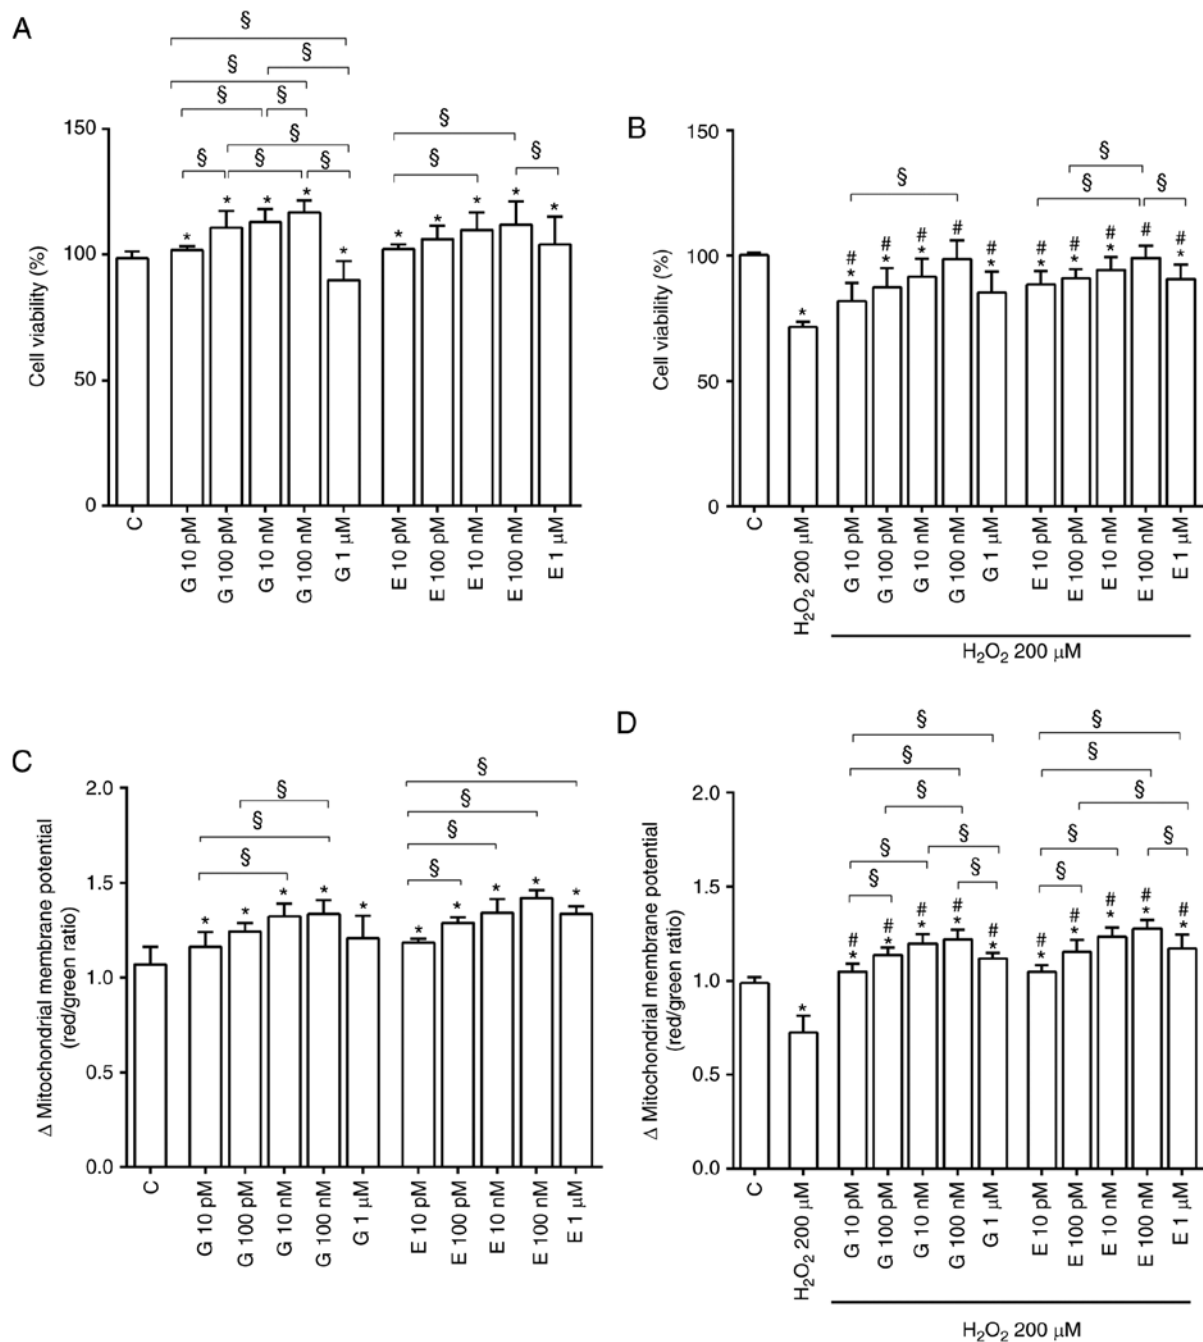 A
§
§
§
§
§
§
§
§
§
§
§
§
150
100
50
0
Cell viability (%)
*
*
*
*
*
*
*
*
*
*
C
G 10 pM
G 100 pM
G 10 nM
G 100 nM
G 1 μM
E 10 pM
E 100 pM
E 10 nM
E 100 nM
E 1 μM
B
§
§
§
§
150
100
50
0
Cell viability (%)
*
#
*
#
*
#
*
#
#
*
#
*
#
*
#
*
#
#
*
C
H₂O₂ 200 μM
G 10 pM
G 100 pM
G 10 nM
G 100 nM
G 1 μM
E 10 pM
E 100 pM
E 10 nM
E 100 nM
E 1 μM
H₂O₂ 200 μM
C
§
§
§
§
§
§
§
2.0
1.5
1.0
0.5
0.0
Δ Mitochondrial membrane potential
(red/green ratio)
*
*
*
*
*
*
*
*
*
*
C
G 10 pM
G 100 pM
G 10 nM
G 100 nM
G 1 μM
E 10 pM
E 100 pM
E 10 nM
E 100 nM
E 1 μM
D
§
§
§
§
§
§
§
§
§
§
§
§
§
2.0
1.5
1.0
0.5
0.0
Δ Mitochondrial membrane potential
(red/green ratio)
*
#
*
#
*
#
*
#
*
#
*
#
*
#
*
#
*
#
*
#
*
C
H₂O₂ 200 μM
G 10 pM
G 100 pM
G 10 nM
G 100 nM
G 1 μM
E 10 pM
E 100 pM
E 10 nM
E 100 nM
E 1 μM
H₂O₂ 200 μM